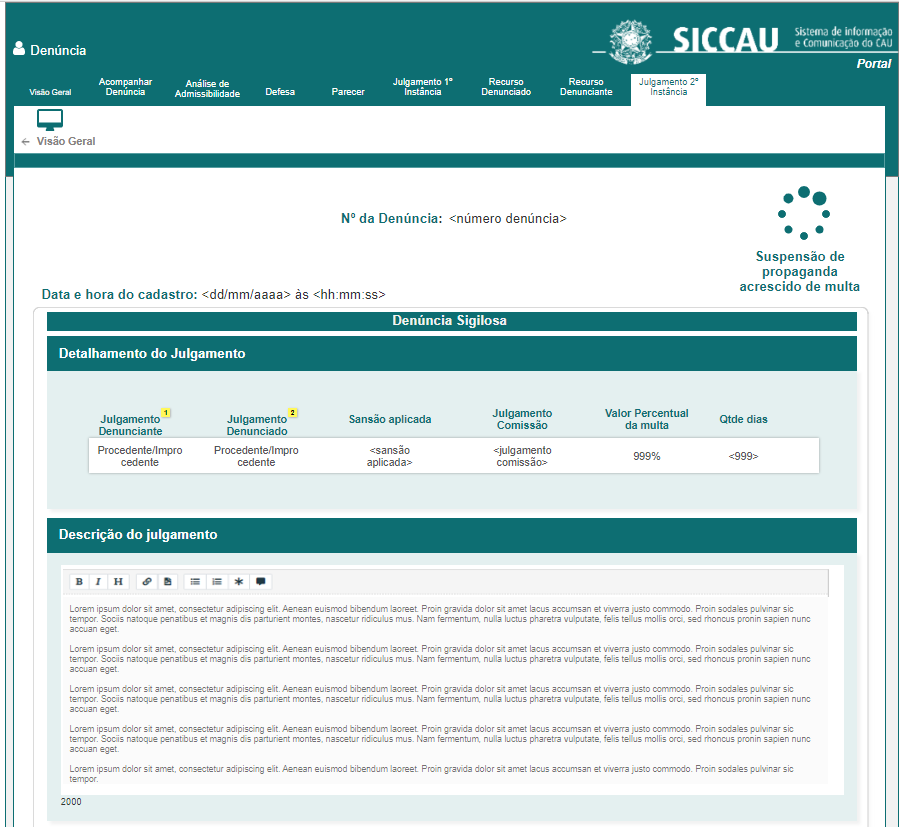 Denúncia
SICCAU
Sistema de informação
e Comunicação do CAU
Portal
Visão Geral
Acompanhar
Denúncia
Análise de
Admissibilidade
Defesa
Parecer
Julgamento 1º
Instância
Recurso
Denunciado
Recurso
Denunciante
Julgamento 2º
Instância
← Visão Geral
Nº da Denúncia: <número denúncia>
Suspensão de
propaganda
acrescido de multa
Data e hora do cadastro: <dd/mm/aaaa> às <hh:mm:ss>
Denúncia Sigilosa
Detalhamento do Julgamento
Julgamento 1
Denunciante
Julgamento 2
Denunciado
Sansão aplicada
Julgamento
Comissão
Valor Percentual
da multa
Qtde dias
Procedente/Impro
cedente
Procedente/Impro
cedente
<sansão
aplicada>
<julgamento
comissão>
999%
<999>
Descrição do julgamento
B I H
Lorem ipsum dolor sit amet, consectetur adipiscing elit. Aenean euismod bibendum laoreet. Proin gravida dolor sit amet lacus accumsan et viverra justo commodo. Proin sodales pulvinar sic
tempor. Sociis natoque penatibus et magnis dis parturient montes, nascetur ridiculus mus. Nam fermentum, nulla luctus pharetra vulputate, felis tellus mollis orci, sed rhoncus pronin sapien nunc
accuan eget.
Lorem ipsum dolor sit amet, consectetur adipiscing elit. Aenean euismod bibendum laoreet. Proin gravida dolor sit amet lacus accumsan et viverra justo commodo. Proin sodales pulvinar sic
tempor. Sociis natoque penatibus et magnis dis parturient montes, nascetur ridiculus mus. Nam fermentum, nulla luctus pharetra vulputate, felis tellus mollis orci, sed rhoncus pronin sapien nunc
accuan eget.
Lorem ipsum dolor sit amet, consectetur adipiscing elit. Aenean euismod bibendum laoreet. Proin gravida dolor sit amet lacus accumsan et viverra justo commodo. Proin sodales pulvinar sic
tempor. Sociis natoque penatibus et magnis dis parturient montes, nascetur ridiculus mus. Nam fermentum, nulla luctus pharetra vulputate, felis tellus mollis orci, sed rhoncus pronin sapien nunc
accuan eget.
Lorem ipsum dolor sit amet, consectetur adipiscing elit. Aenean euismod bibendum laoreet. Proin gravida dolor sit amet lacus accumsan et viverra justo commodo. Proin sodales pulvinar sic
tempor. Sociis natoque penatibus et magnis dis parturient montes, nascetur ridiculus mus. Nam fermentum, nulla luctus pharetra vulputate, felis tellus mollis orci, sed rhoncus pronin sapien nunc
accuan eget.
Lorem ipsum dolor sit amet, consectetur adipiscing elit. Aenean euismod bibendum laoreet. Proin gravida dolor sit amet lacus accumsan et viverra justo commodo. Proin sodales pulvinar sic
tempor.
2000